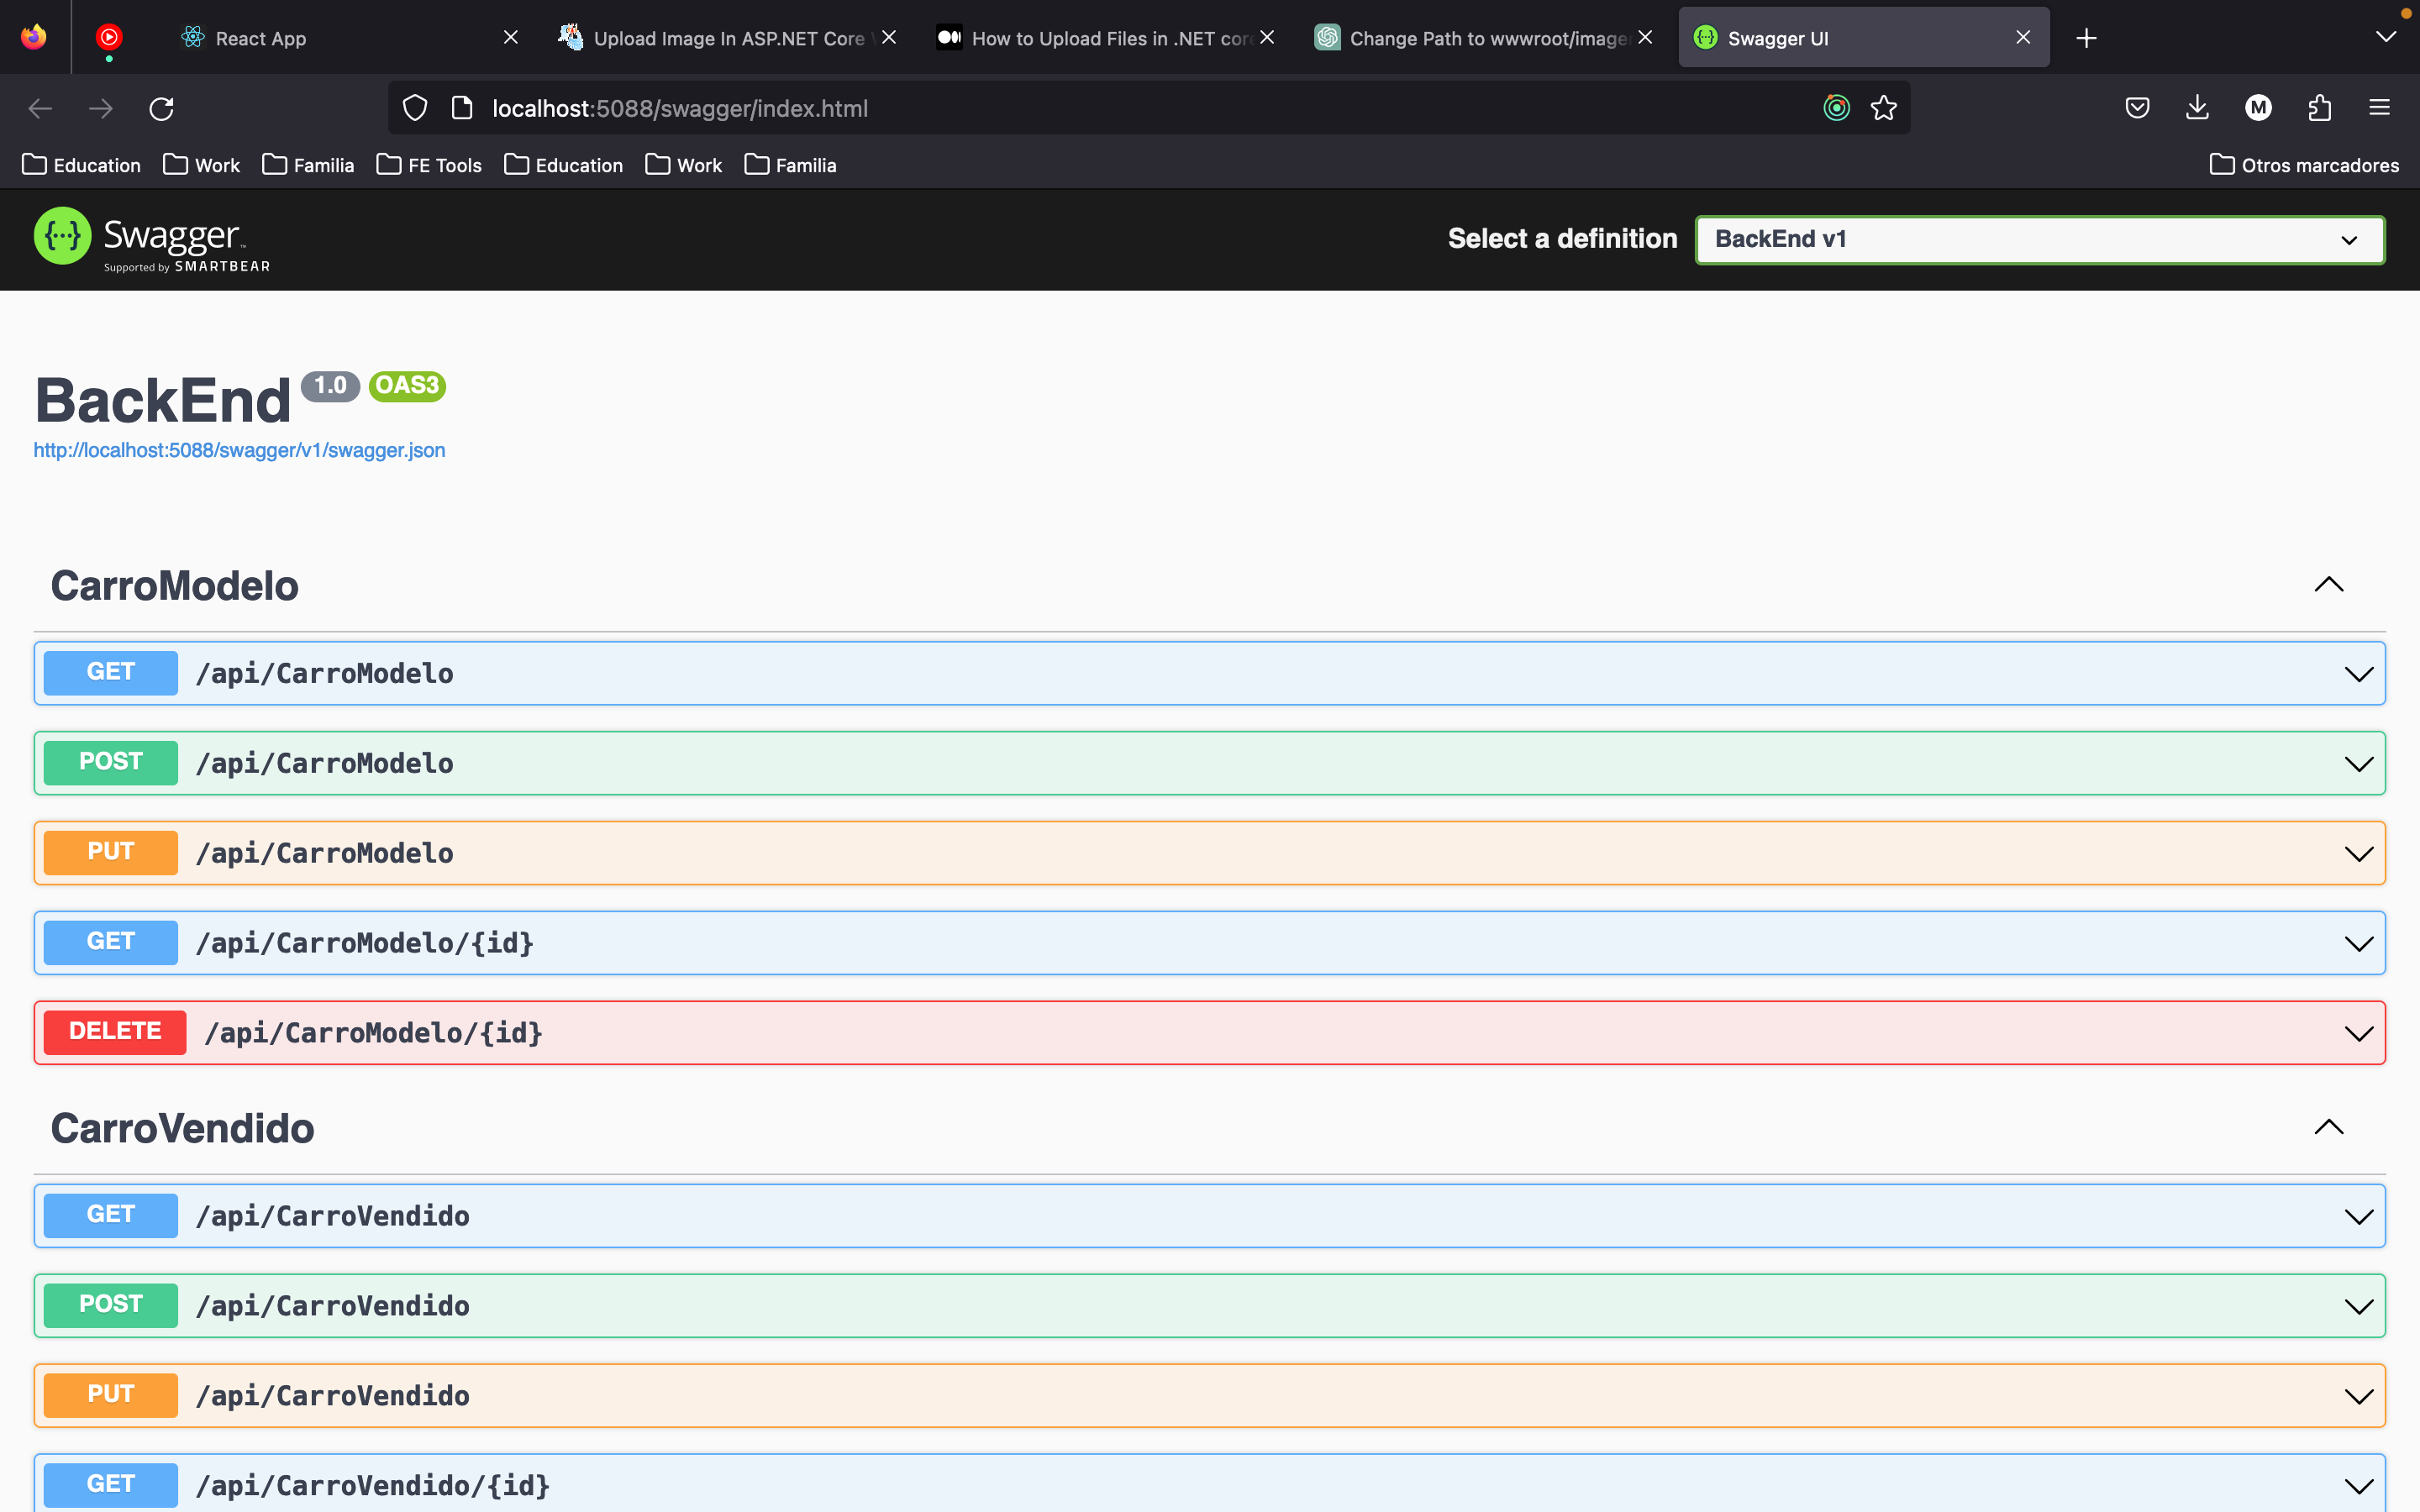 React App
Upload Image In ASP.NET Core
How to Upload Files in .NET cor
Change Path to wwwroot/image
Swagger UI
localhost:5088/swagger/index.html
M
Education
Work
Familia
FE Tools
Education
Work
Familia
Otros marcadores
Swagger
Supported by SMARTBEAR
Select a definition
BackEnd v1
BackEnd 1.0 OAS3
http://localhost:5088/swagger/v1/swagger.json
CarroModelo
GET /api/CarroModelo
POST /api/CarroModelo
PUT /api/CarroModelo
GET /api/CarroModelo/{id}
DELETE /api/CarroModelo/{id}
CarroVendido
GET /api/CarroVendido
POST /api/CarroVendido
PUT /api/CarroVendido
GET /api/CarroVendido/{id}